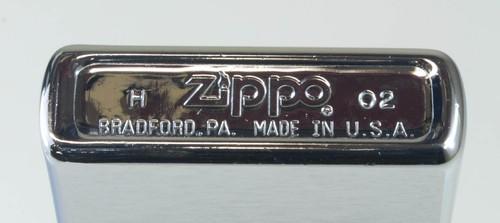 H Zippo® 02
BRADFORD, PA. MADE IN U.S.A.